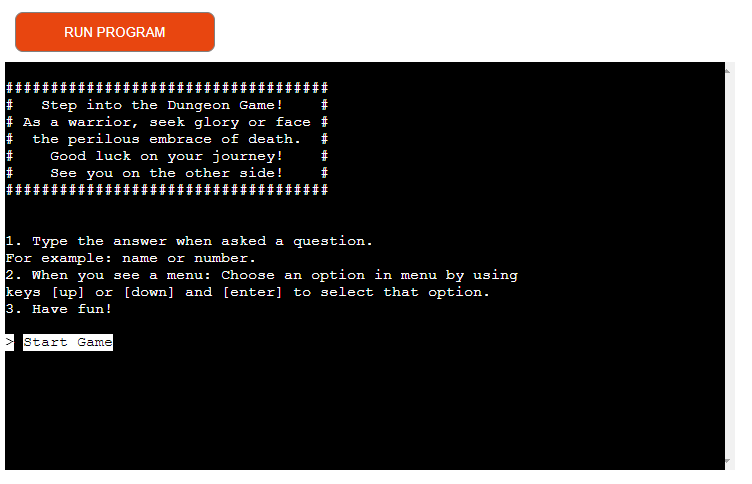 RUN PROGRAM
####################################
#   Step into the Dungeon Game!    #
# As a warrior, seek glory or face #
#  the perilous embrace of death.  #
#    Good luck on your journey!    #
#    See you on the other side!    #
####################################
1. Type the answer when asked a question.
For example: name or number.
2. When you see a menu: Choose an option in menu by using
keys [up] or [down] and [enter] to select that option.
3. Have fun!
> Start Game